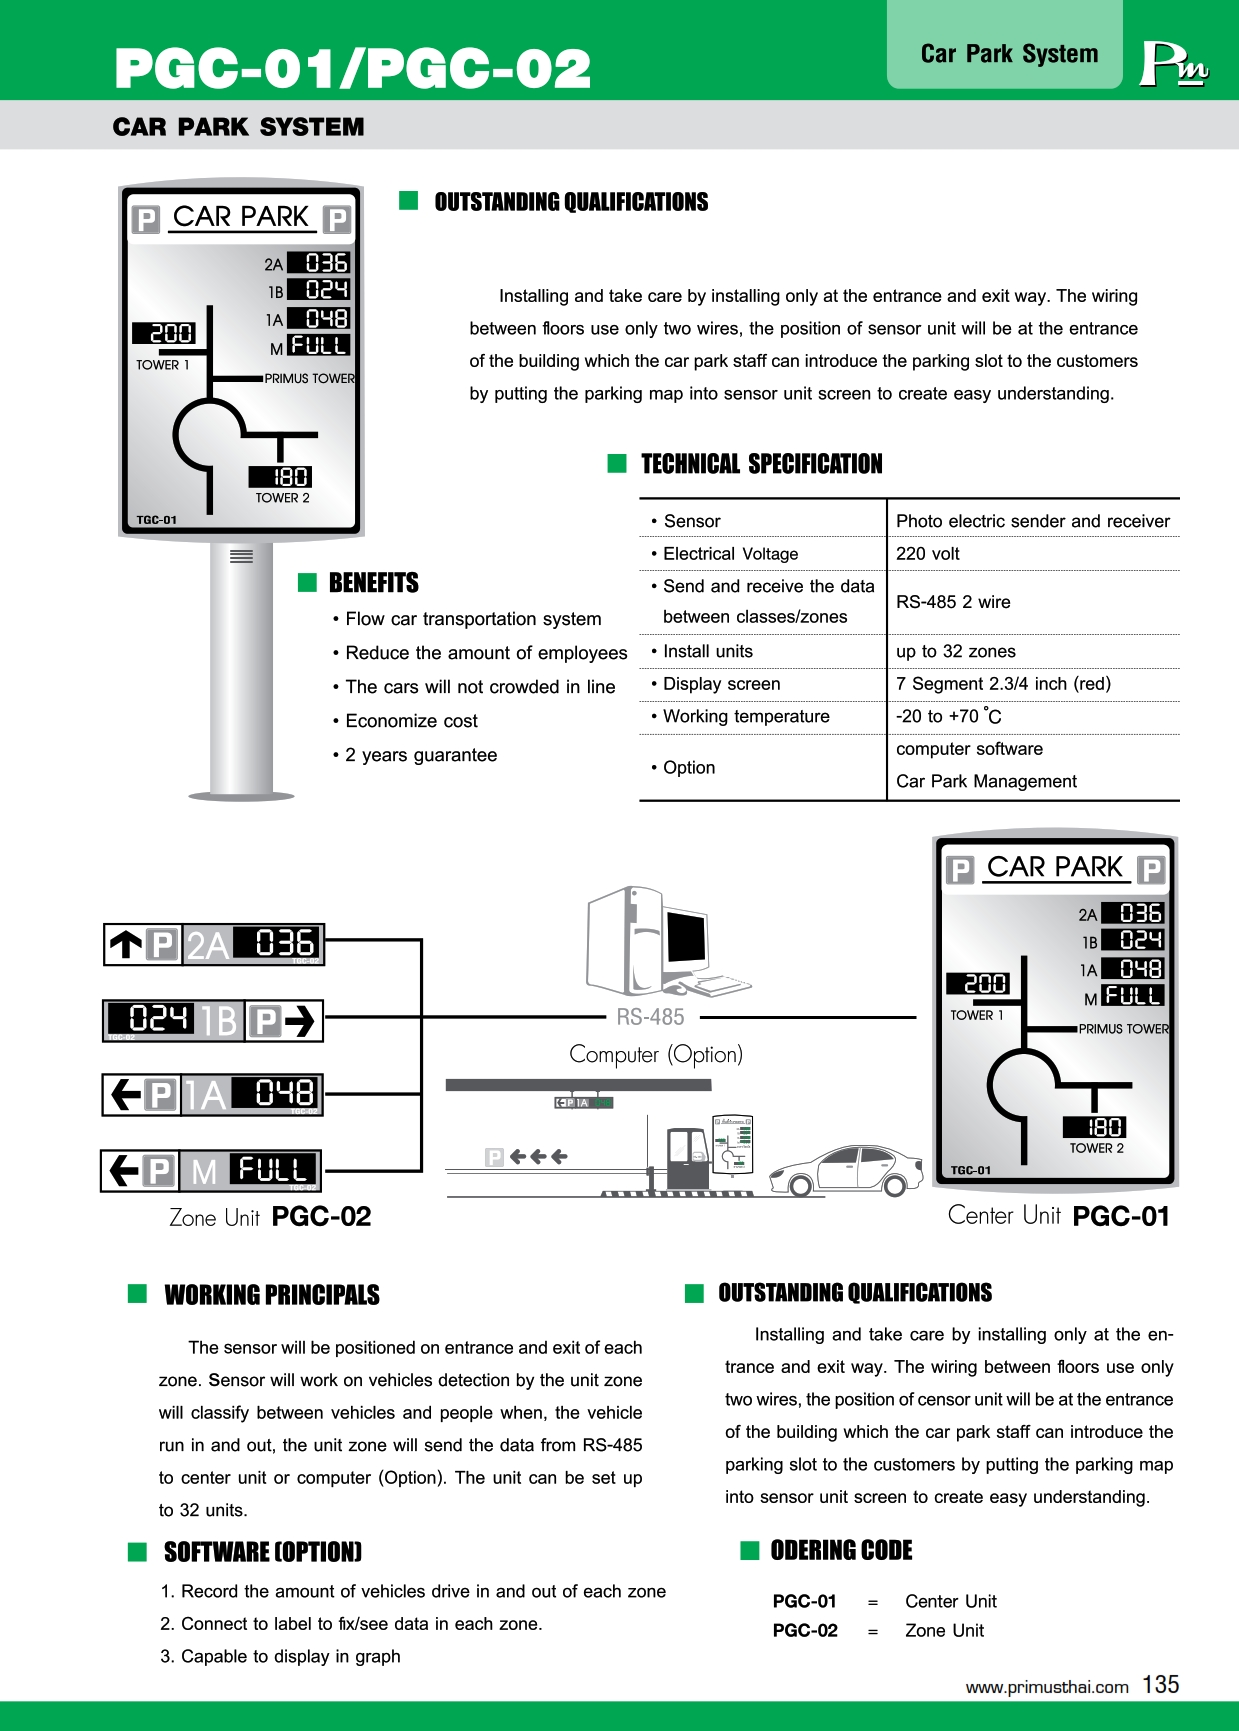 PGC-01/PGC-02
Car Park System
Pm
CAR PARK SYSTEM
P CAR PARK P
2A 036
1B 024
1A 048
M FULL
200
TOWER 1
PRIMUS TOWER
180
TOWER 2
TGC-01
OUTSTANDING QUALIFICATIONS
Installing and take care by installing only at the entrance and exit way. The wiring
between floors use only two wires, the position of sensor unit will be at the entrance
of the building which the car park staff can introduce the parking slot to the customers
by putting the parking map into sensor unit screen to create easy understanding.
TECHNICAL SPECIFICATION
• Sensor Photo electric sender and receiver
• Electrical Voltage 220 volt
• Send and receive the data
between classes/zones RS-485 2 wire
• Install units up to 32 zones
• Display screen 7 Segment 2.3/4 inch (red)
• Working temperature -20 to +70 °C
• Option computer software
Car Park Management
BENEFITS
• Flow car transportation system
• Reduce the amount of employees
• The cars will not crowded in line
• Economize cost
• 2 years guarantee
P 2A 036
TGC-02
024 1B P
TGC-02
P 1A 048
TGC-02
P M FULL
TGC-02
Zone Unit PGC-02
RS-485
Computer (Option)
P 1A
P
P CAR PARK P
2A 036
1B 024
1A 048
M FULL
200
TOWER 1
PRIMUS TOWER
180
TOWER 2
TGC-01
Center Unit PGC-01
WORKING PRINCIPALS
The sensor will be positioned on entrance and exit of each
zone. Sensor will work on vehicles detection by the unit zone
will classify between vehicles and people when, the vehicle
run in and out, the unit zone will send the data from RS-485
to center unit or computer (Option). The unit can be set up
to 32 units.
SOFTWARE (OPTION)
1. Record the amount of vehicles drive in and out of each zone
2. Connect to label to fix/see data in each zone.
3. Capable to display in graph
OUTSTANDING QUALIFICATIONS
Installing and take care by installing only at the en-
trance and exit way. The wiring between floors use only
two wires, the position of censor unit will be at the entrance
of the building which the car park staff can introduce the
parking slot to the customers by putting the parking map
into sensor unit screen to create easy understanding.
ODERING CODE
PGC-01 = Center Unit
PGC-02 = Zone Unit
www.primusthai.com 135